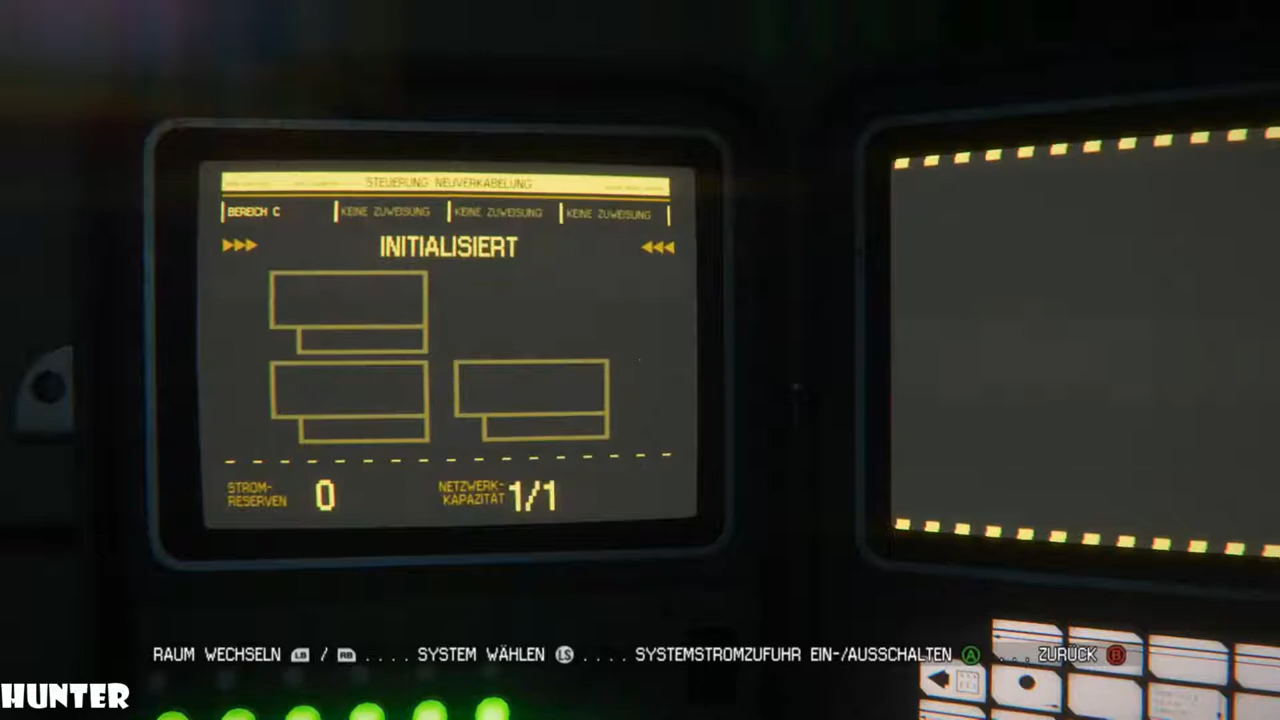 STEUERUNG NEUVERKABELUNG
BEREICH C
KEINE ZUWEISUNG
KEINE ZUWEISUNG
KEINE ZUWEISUNG
INITIALISIERT
STROM-
RESERVEN
0
NETZWERK-
KAPAZITÄT
1/1
RAUM WECHSELN LB / RB .... SYSTEM WÄHLEN LS .... SYSTEMSTROMZUFUHR EIN-/AUSSCHALTEN A .... ZURÜCK B
HUNTER